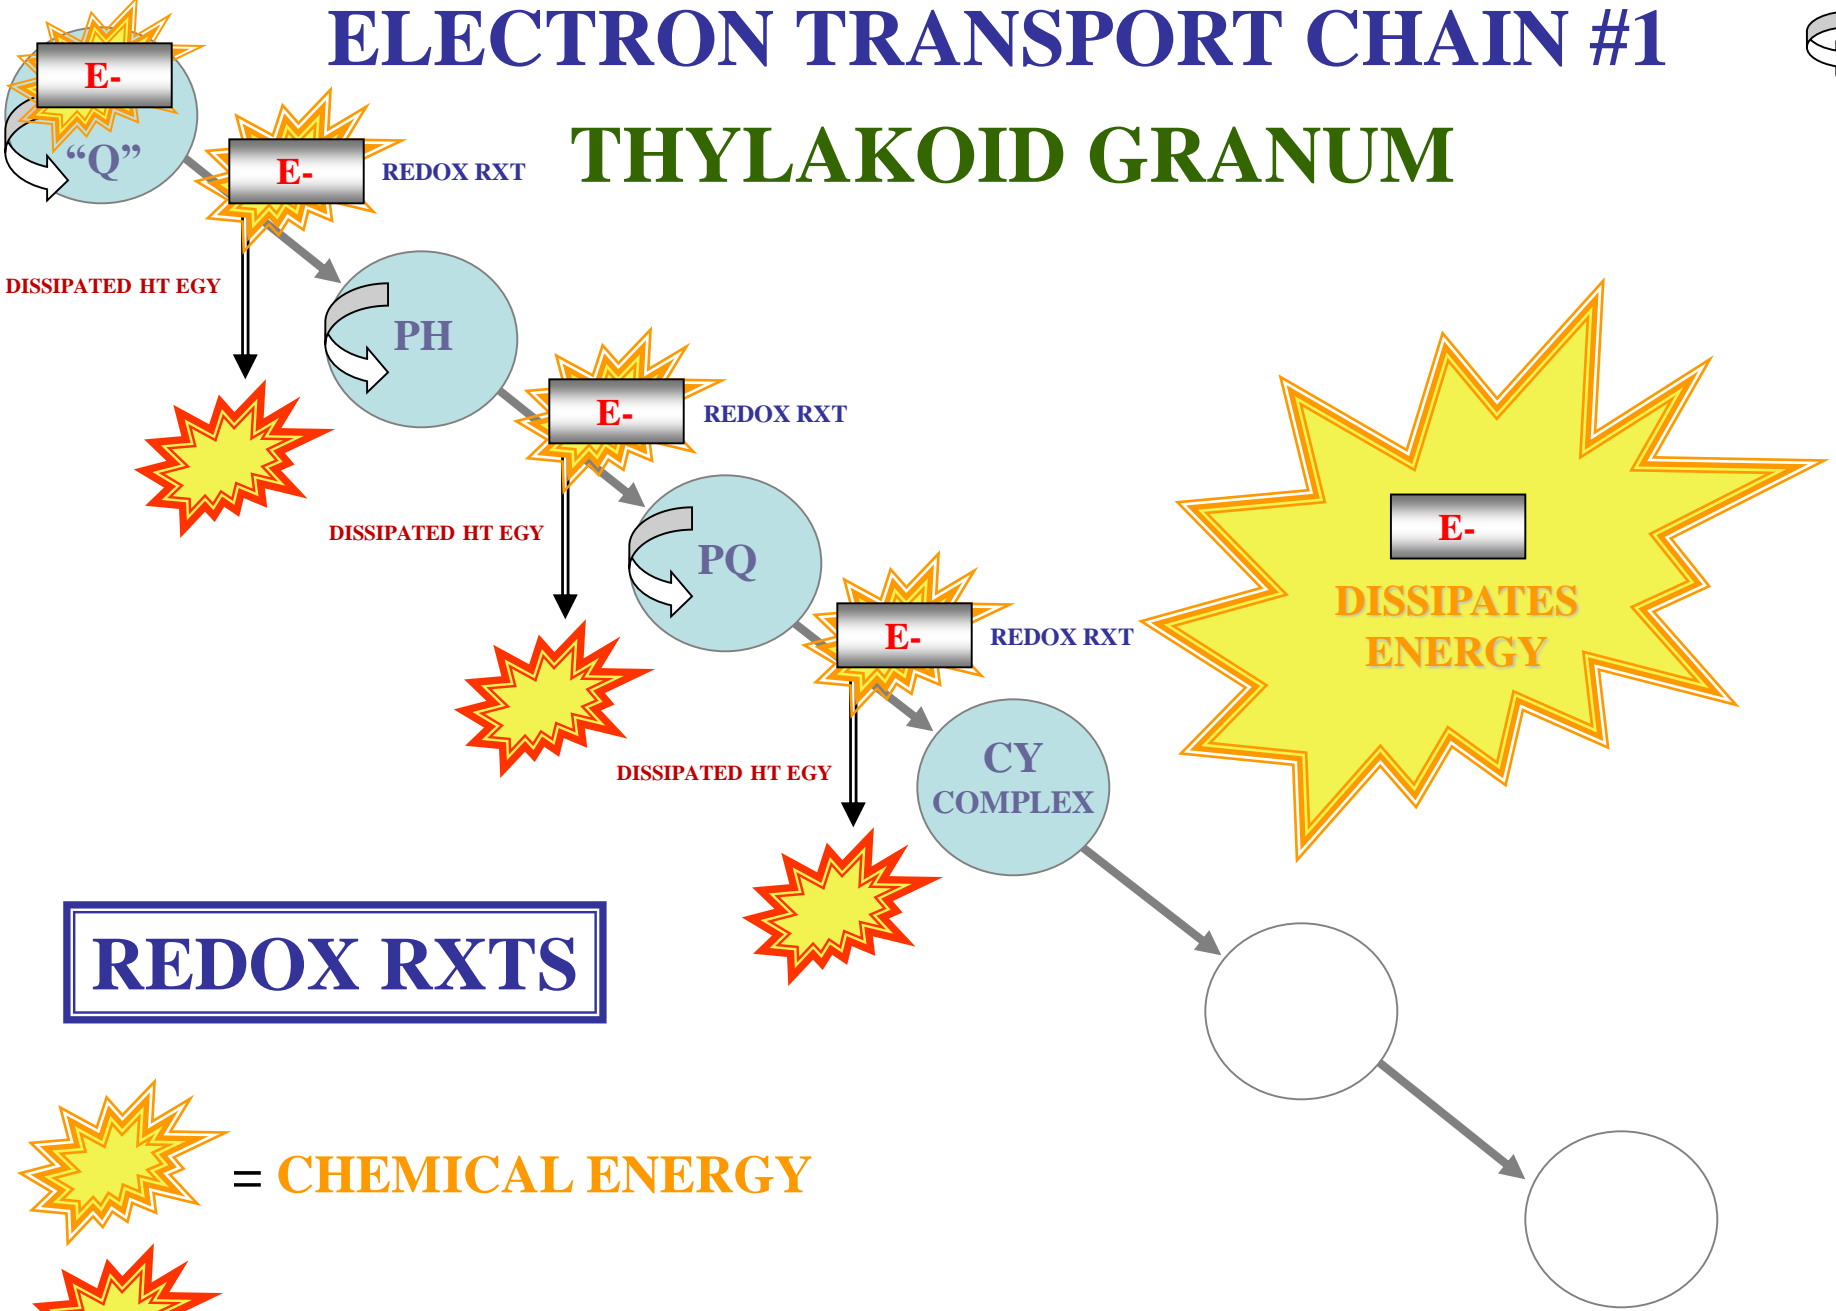 ELECTRON TRANSPORT CHAIN #1
THYLAKOID GRANUM
E-
“Q”
E-
REDOX RXT
DISSIPATED HT EGY
PH
E-
REDOX RXT
DISSIPATED HT EGY
PQ
E-
REDOX RXT
DISSIPATED HT EGY
CY
COMPLEX
E-
DISSIPATES
ENERGY
REDOX RXTS
= CHEMICAL ENERGY